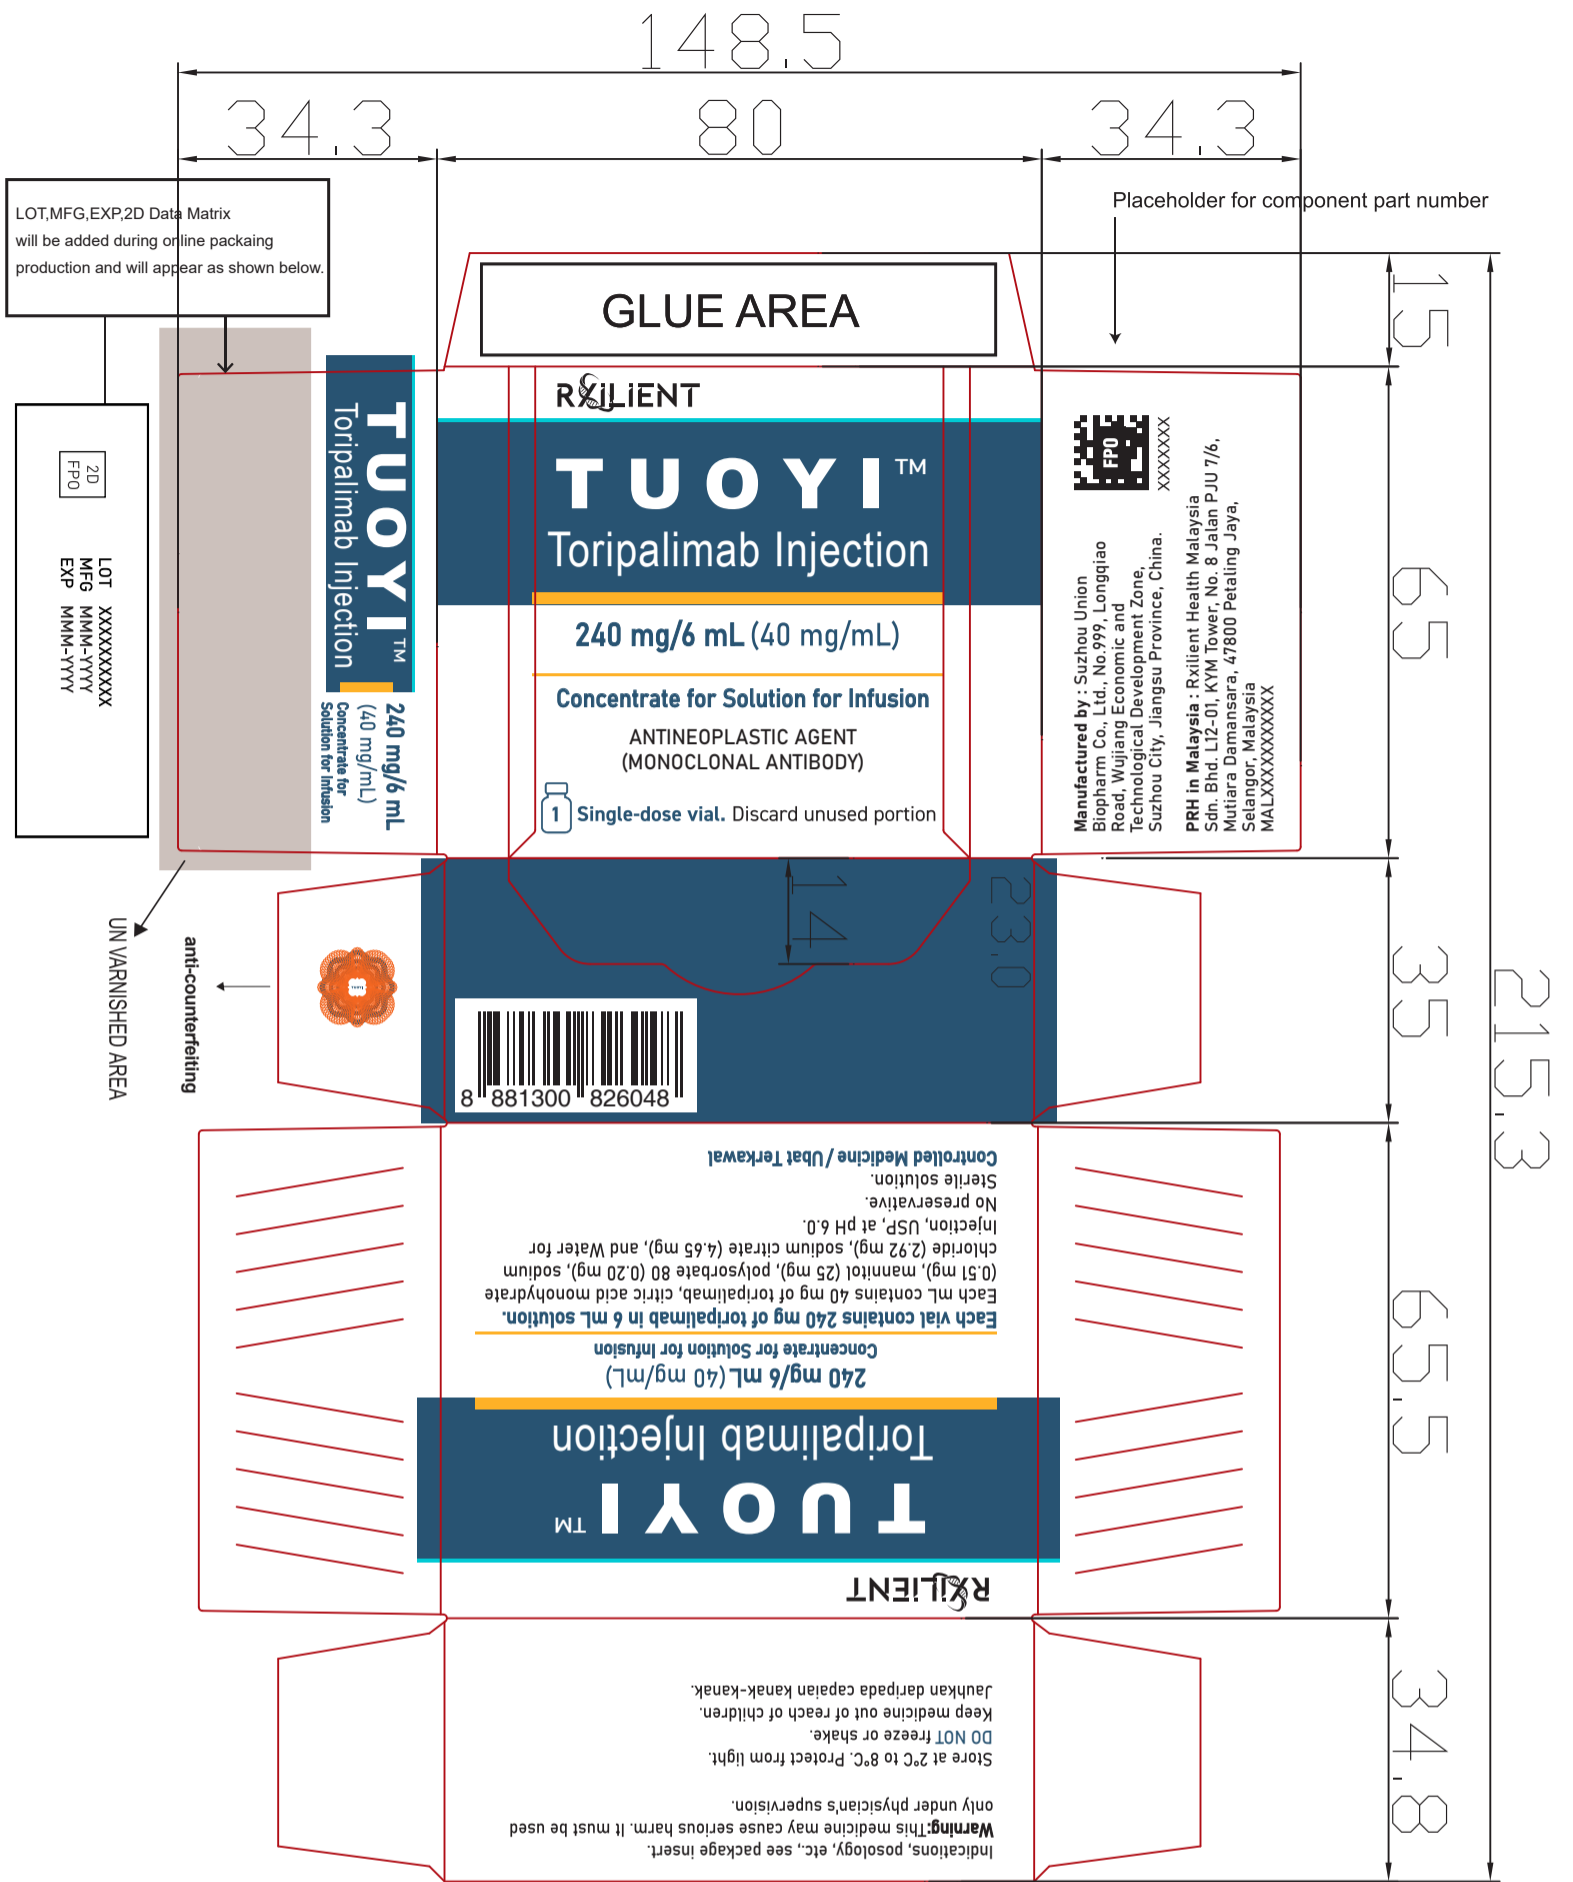 148.5
34.3
80
34.3
Placeholder for component part number
LOT,MFG,EXP,2D Data Matrix
will be added during online packaing
production and will appear as shown below.
GLUE AREA
15
RXiLiENT
TUOYI™
Toripalimab Injection
240 mg/6 mL (40 mg/mL)
Concentrate for Solution for Infusion
ANTINEOPLASTIC AGENT
(MONOCLONAL ANTIBODY)
1
Single-dose vial. Discard unused portion
TUOYI™
Toripalimab Injection
240 mg/6 mL
(40 mg/mL)
Concentrate for
Solution for Infusion
2D
FPO
LOT XXXXXXXXXX
MFG MMM-YYYY
EXP MMM-YYYY
FPO
XXXXXXXX
Manufactured by : Suzhou Union
Biopharm Co., Ltd., No.999, Longqiao
Road, Wujiang Economic and
Technological Development Zone,
Suzhou City, Jiangsu Province, China.
PRH in Malaysia : Rxilient Health Malaysia
Sdn. Bhd. L12-01, KYM Tower, No. 8 Jalan PJU 7/6,
Mutiara Damansara, 47800 Petaling Jaya,
Selangor, Malaysia
MALXXXXXXXXXXX
65
UN VARNISHED AREA
anti-counterfeiting
14
23.0
35
215.3
8 881300 826048
RXiLiENT
TUOYI™
Toripalimab Injection
240 mg/6 mL (40 mg/mL)
Concentrate for Solution for Infusion
Each vial contains 240 mg of toripalimab in 6 mL solution.
Each mL contains 40 mg of toripalimab, citric acid monohydrate
(0.51 mg), mannitol (25 mg), polysorbate 80 (0.20 mg), sodium
chloride (2.92 mg), sodium citrate (4.65 mg), and Water for
Injection, USP, at pH 6.0.
No preservative.
Sterile solution.
Controlled Medicine / Ubat Terkawal
65.5
Indications, posology, etc., see package insert.
Warning:This medicine may cause serious harm. It must be used
only under physician's supervision.
Store at 2°C to 8°C. Protect from light.
DO NOT freeze or shake.
Keep medicine out of reach of children.
Jauhkan daripada capaian kanak-kanak.
34.8